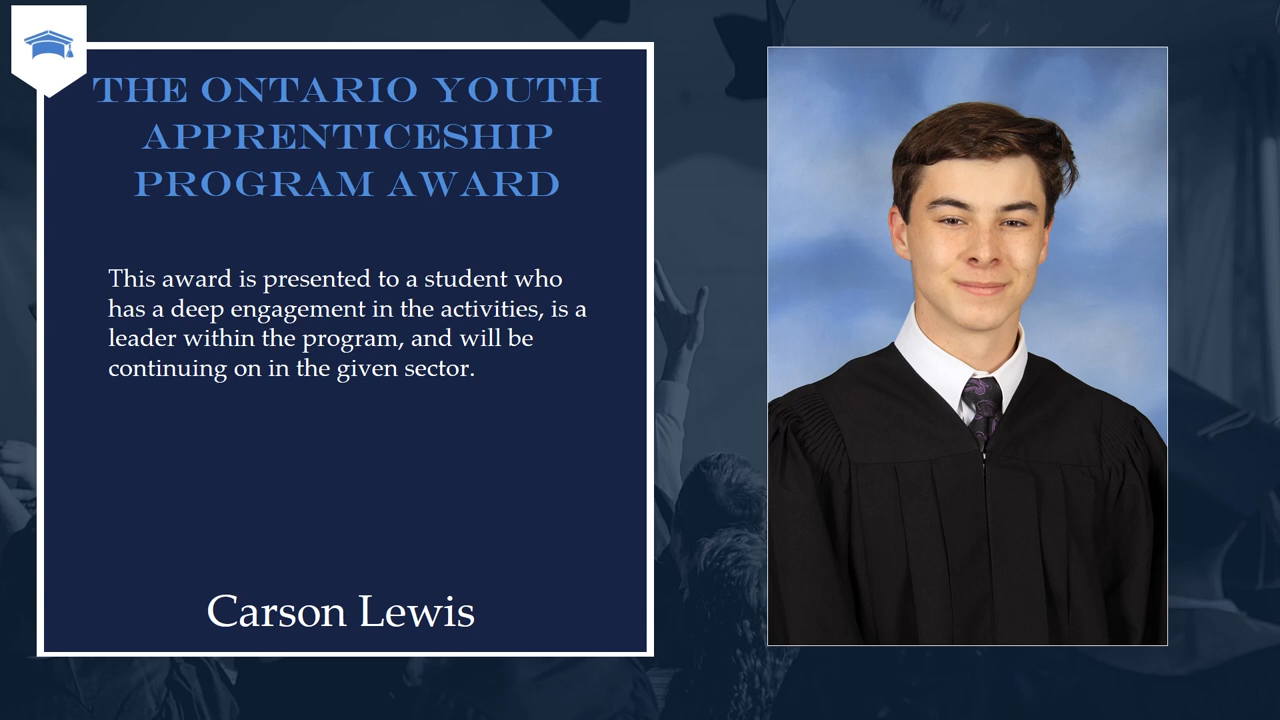 THE ONTARIO YOUTH
APPRENTICESHIP
PROGRAM AWARD
This award is presented to a student who
has a deep engagement in the activities, is a
leader within the program, and will be
continuing on in the given sector.
Carson Lewis